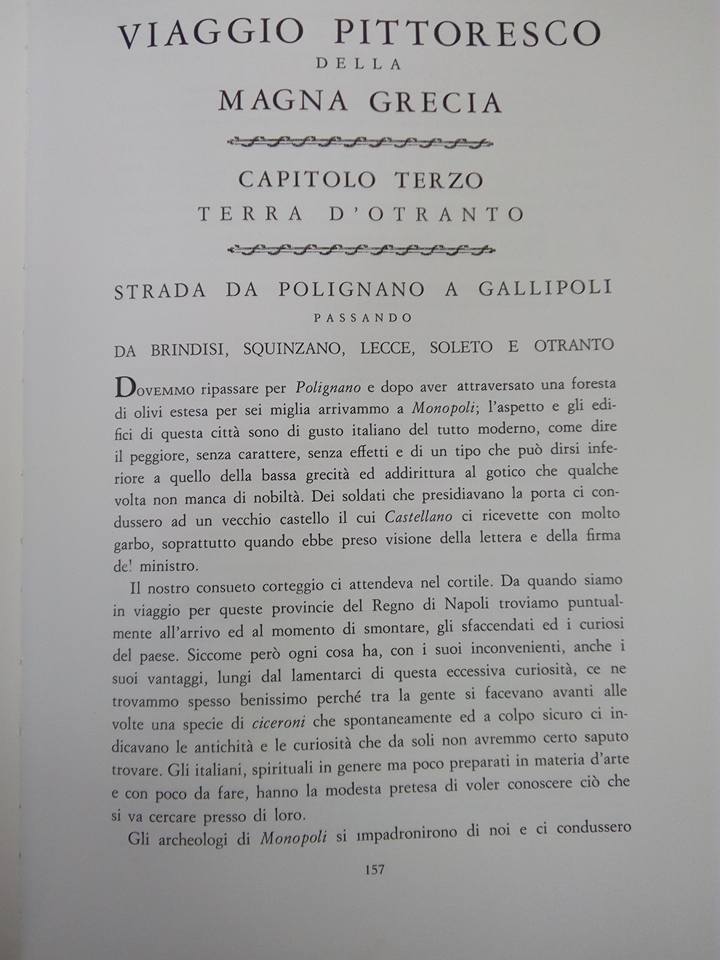 VIAGGIO PITTORESCO
DELLA
MAGNA GRECIA
CAPITOLO TERZO
TERRA D'OTRANTO
STRADA DA POLIGNANO A GALLIPOLI
PASSANDO
DA BRINDISI, SQUINZANO, LECCE, SOLETO E OTRANTO
DOVEMMO ripassare per Polignano e dopo aver attraversato una foresta
di olivi estesa per sei miglia arrivammo a Monopoli; l'aspetto e gli edi-
fici di questa città sono di gusto italiano del tutto moderno, come dire
il peggiore, senza carattere, senza effetti e di un tipo che può dirsi infe-
riore a quello della bassa grecità ed addirittura al gotico che qualche
volta non manca di nobiltà. Dei soldati che presidiavano la porta ci con-
dussero ad un vecchio castello il cui Castellano ci ricevette con molto
garbo, soprattutto quando ebbe preso visione della lettera e della firma
del ministro.
Il nostro consueto corteggio ci attendeva nel cortile. Da quando siamo
in viaggio per queste provincie del Regno di Napoli troviamo puntual-
mente all'arrivo ed al momento di smontare, gli sfaccendati ed i curiosi
del paese. Siccome però ogni cosa ha, con i suoi inconvenienti, anche i
suoi vantaggi, lungi dal lamentarci di questa eccessiva curiosità, ce ne
trovammo spesso benissimo perché tra la gente si facevano avanti alle
volte una specie di ciceroni che spontaneamente ed a colpo sicuro ci in-
dicavano le antichità e le curiosità che da soli non avremmo certo saputo
trovare. Gli italiani, spirituali in genere ma poco preparati in materia d'arte
e con poco da fare, hanno la modesta pretesa di voler conoscere ciò che
si va cercare presso di loro.
Gli archeologi di Monopoli si impadronirono di noi e ci condussero
157